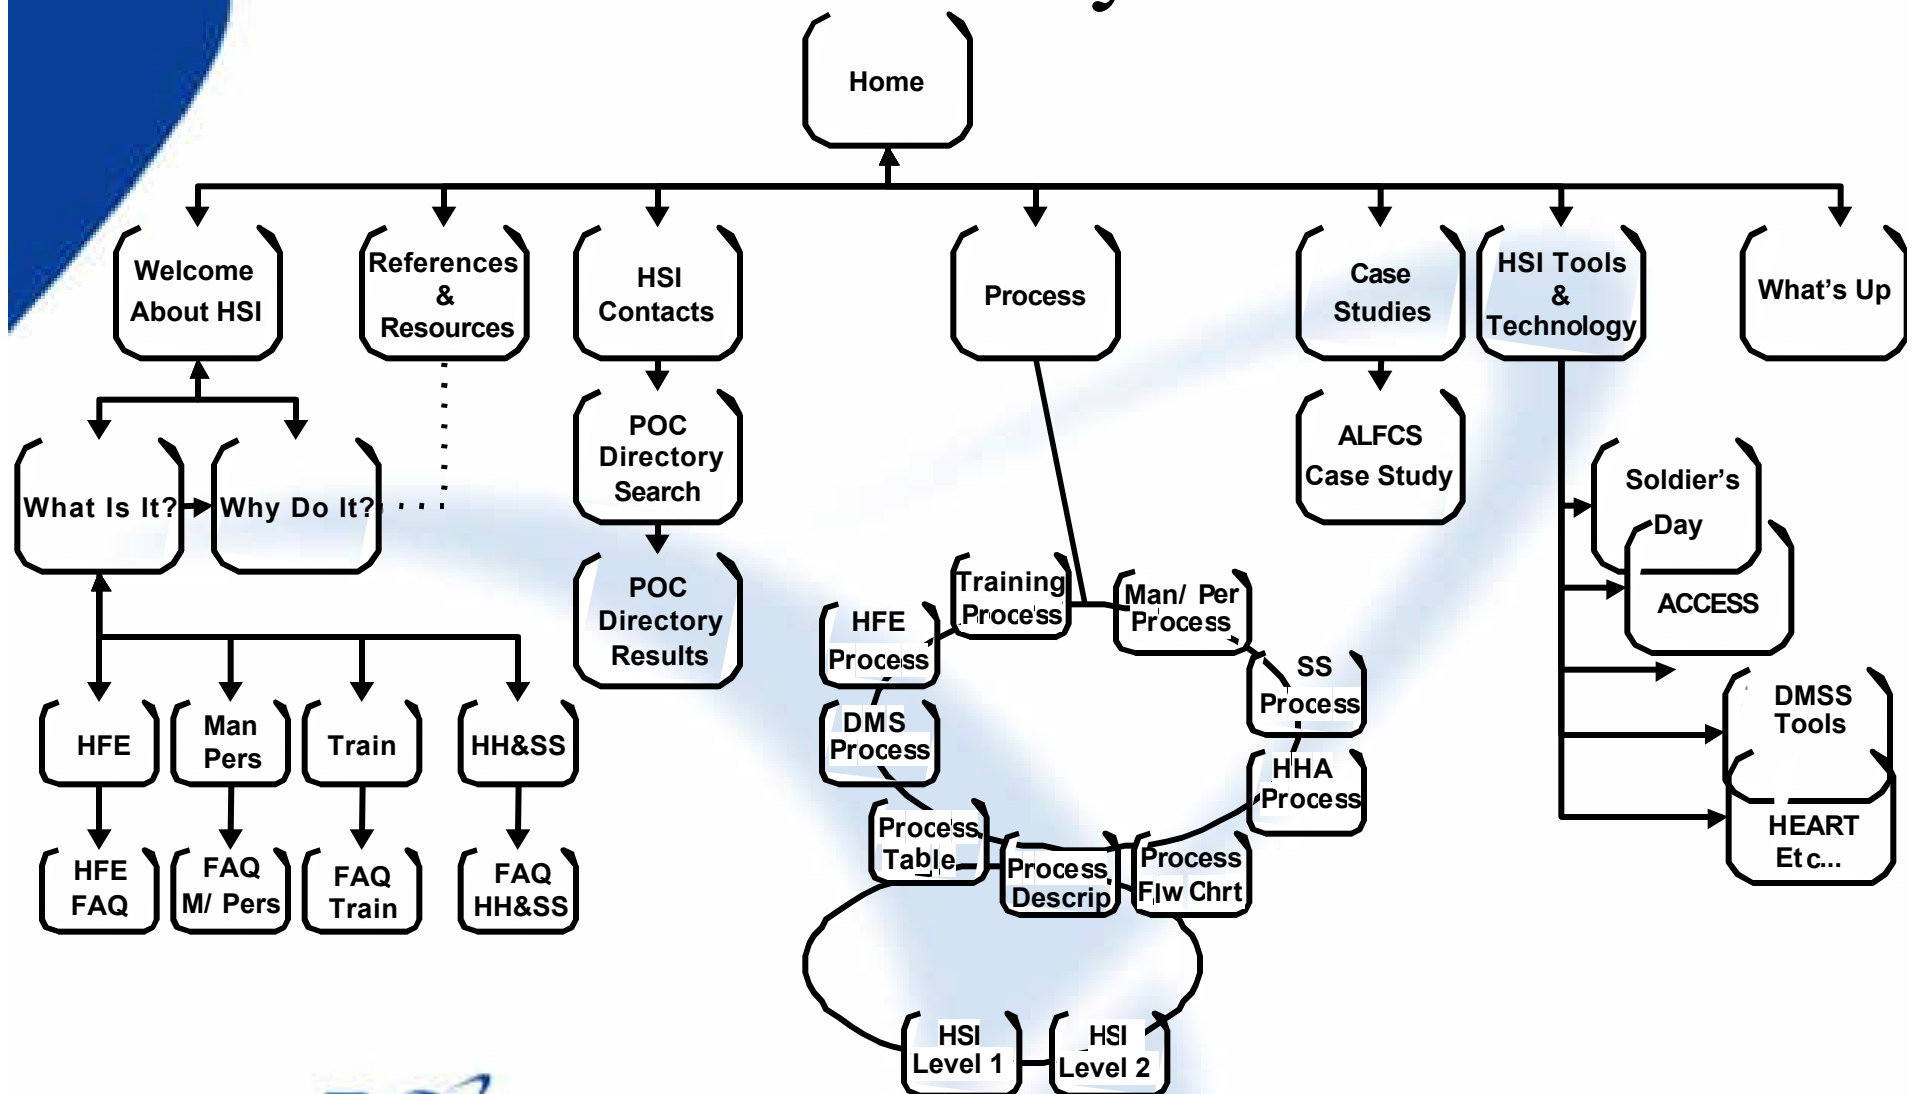 Home
Welcome
About HSI
References
&
Resources
HSI
Contacts
Process
Case
Studies
HSI Tools
&
Technology
What’s Up
What Is It?
Why Do It?
POC
Directory
Search
POC
Directory
Results
ALFCS
Case Study
Soldier’s
Day
ACCESS
DMSS
Tools
HEART
Etc...
Training
Process
Man/ Per
Process
HFE
Process
SS
Process
DMS
Process
HHA
Process
Process
Table
Process
Descrip
Process
Flw Chrt
HSI
Level 1
HSI
Level 2
HFE
Man
Pers
Train
HH&SS
HFE
FAQ
FAQ
M/ Pers
FAQ
Train
FAQ
HH&SS